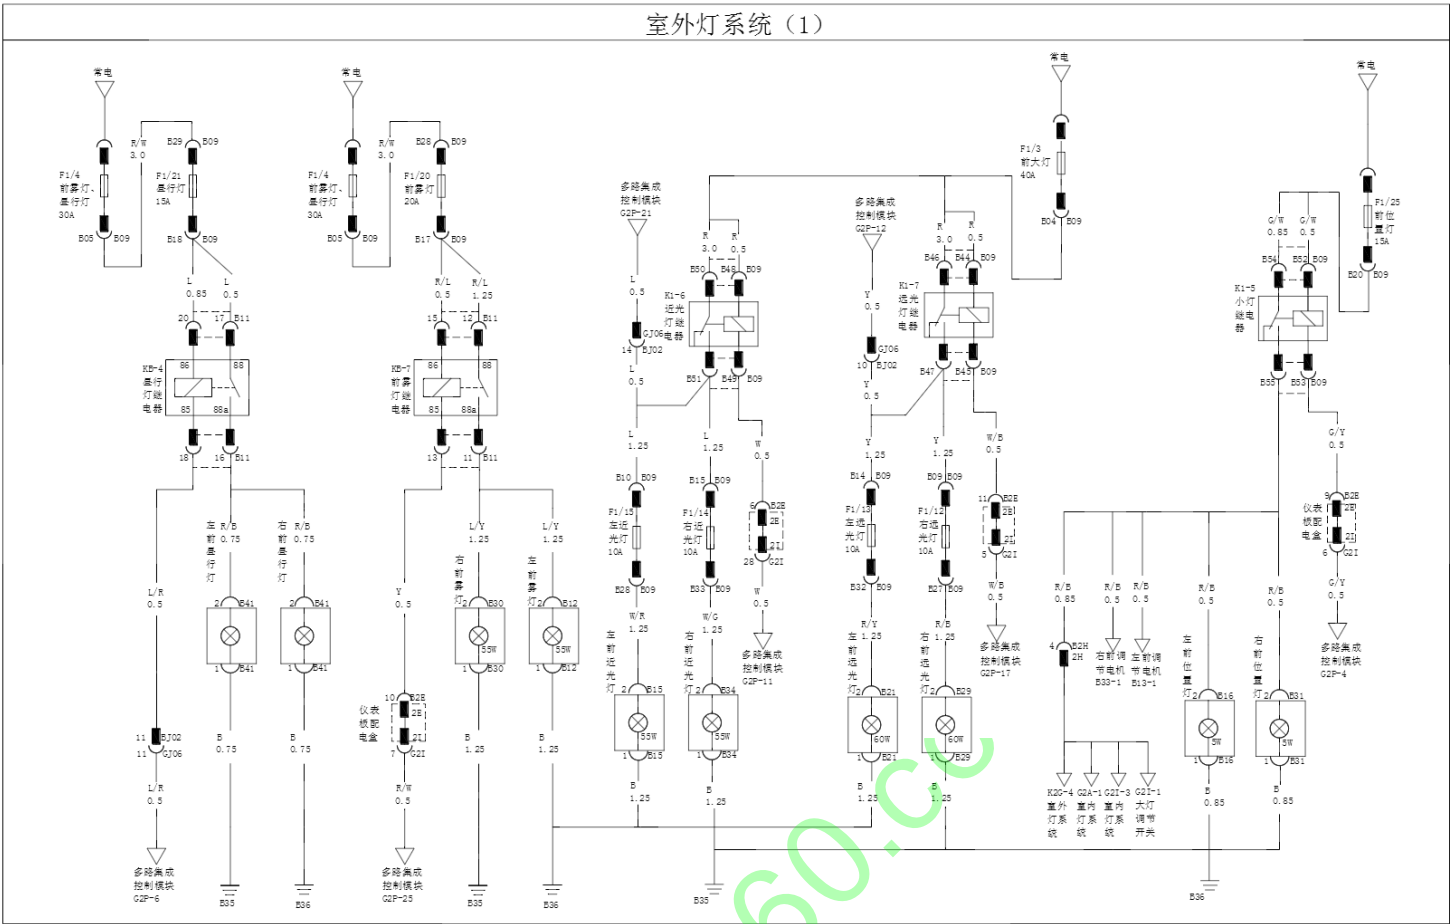 室外灯系统（1）
常电
常电
常电
常电
R/W
3.0
B29
B09
F1/4
前雾灯、
昼行灯
30A
F1/21
昼行灯
15A
B05
B09
B18
B09
L
0.85
L
0.5
20
17
B11
KB-4
昼行
灯继
电器
86
88
85
88a
18
16
B11
左前昼行灯
R/B
0.75
右前昼行灯
R/B
0.75
L/R
0.5
2
B41
2
B41
1
B41
1
B41
B
0.75
B
0.75
11
BJ02
11
GJ06
L/R
0.5
多路集成
控制模块
G2P-6
B35
B36
R/W
3.0
B28
B09
F1/4
前雾灯、
昼行灯
30A
F1/20
前雾灯
20A
B05
B09
B17
B09
R/L
0.5
R/L
1.25
15
12
B11
KB-7
前雾
灯继
电器
86
88
85
88a
13
11
B11
L/Y
1.25
L/Y
1.25
右前雾灯
左前雾灯
Y
0.5
2
B30
2
B12
55W
55W
1
B30
1
B12
10
B2E
仪表
板配
电盒
2E
2I
7
G2I
B
1.25
B
1.25
R/W
0.5
多路集成
控制模块
G2P-25
B35
B36
多路集成
控制模块
G2P-21
L
0.5
GJ06
14
BJ02
L
0.5
R
3.0
R
0.5
B50
B48
B09
K1-6
近光
灯继
电器
B51
B49
B09
L
1.25
L
1.25
W
0.5
B10
B09
B15
B09
F1/15
左近
光灯
10A
F1/14
右近
光灯
10A
6
B2E
2E
2I
28
G2I
B28
B09
B33
B09
W/R
1.25
W/G
1.25
W
0.5
左前近光灯
右前近光灯
多路集成
控制模块
G2P-11
2
B15
2
B34
55W
55W
1
B15
1
B34
B
1.25
B
1.25
B35
多路集成
控制模块
G2P-12
Y
0.5
GJ06
10
BJ02
Y
0.5
R
3.0
R
0.5
B46
B44
B09
K1-7
远光
灯继
电器
B47
B45
B09
Y
1.25
Y
1.25
W/B
0.5
B14
B09
B09
B09
F1/13
左远
光灯
10A
F1/12
右远
光灯
10A
11
B2E
2E
2I
5
G2I
B32
B09
B27
B09
R/Y
1.25
R/B
1.25
W/B
0.5
左前远光灯
右前远光灯
多路集成
控制模块
G2P-17
2
B21
2
B29
60W
60W
1
B21
1
B29
B
1.25
B
1.25
F1/3
前大灯
40A
B04
B09
G/W
0.85
G/W
0.5
F1/25
前位
置灯
15A
B20
B09
B54
B52
B09
K1-5
小灯
继电
器
B55
B53
B09
G/Y
0.5
仪表
板配
电盒
9
B2E
2E
2I
6
G2I
G/Y
0.5
多路集成
控制模块
G2P-4
R/B
0.85
R/B
0.5
R/B
0.5
R/B
0.5
R/B
0.5
4
B2H
2H
右前调
节电机
B33-1
左前调
节电机
B13-1
左前位置灯
右前位置灯
2
B16
2
B31
5W
5W
1
B16
1
B31
K2G-4
室外
灯系
统
G2A-1
室内
灯系
统
G2I-3
室内
灯系
统
G2I-1
大灯
调节
开关
B
0.85
B
0.85
B36
60.cc